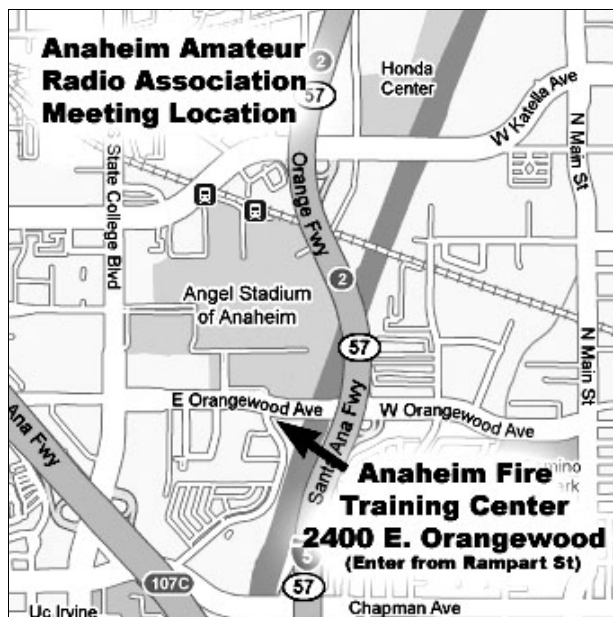 Anaheim Amateur
Radio Association
Meeting Location
2
57
Honda
Center
W Katella Ave
N Main St
S State College Blvd
Orange Fwy
2
Angel Stadium
of Anaheim
57
N Main St
E Orangewood Ave
W Orangewood Ave
Ana Fwy
Santa Ana Fwy
Anaheim Fire
Training Center
2400 E. Orangewood
(Enter from Rampart St)
5
107C
57
Uc Irvine
Chapman Ave